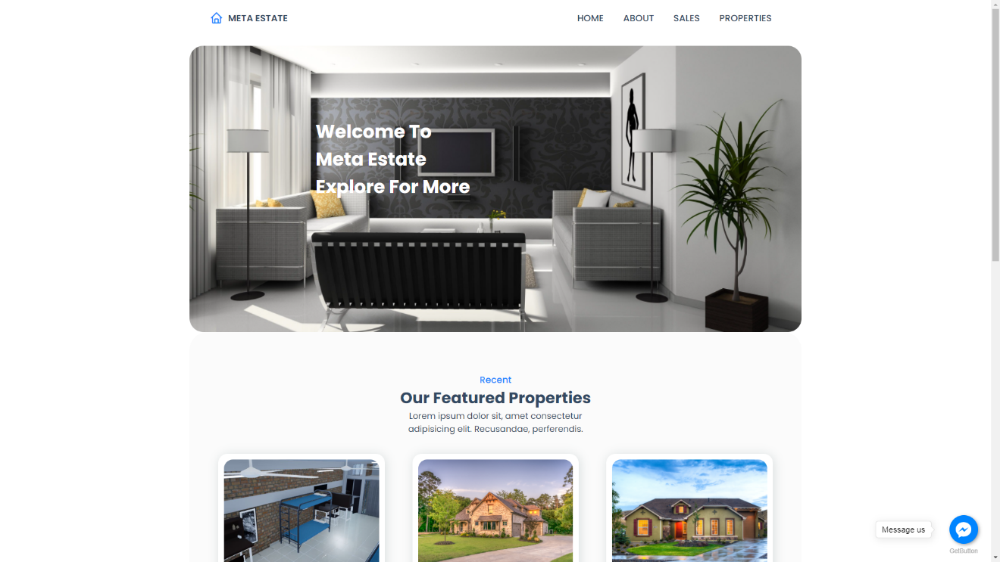 META ESTATE
HOME
ABOUT
SALES
PROPERTIES
Welcome To
Meta Estate
Explore For More
Recent
Our Featured Properties
Lorem ipsum dolor sit, amet consectetur
adipisicing elit. Recusandae, perferendis.
Message us
GetButton